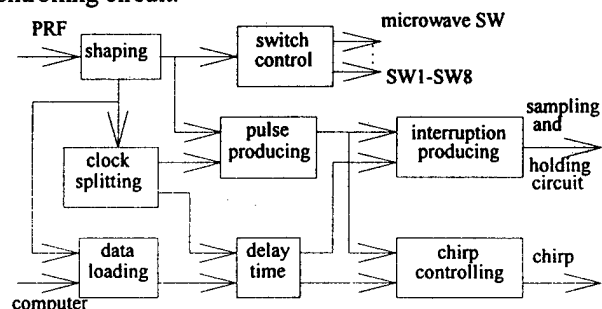 controlling circuit.
PRF
shaping
switch
control
microwave SW
SW1-SW8
pulse
producing
interruption
producing
sampling
and
holding
circuit
clock
splitting
data
loading
delay
time
chirp
controlling
chirp
computer